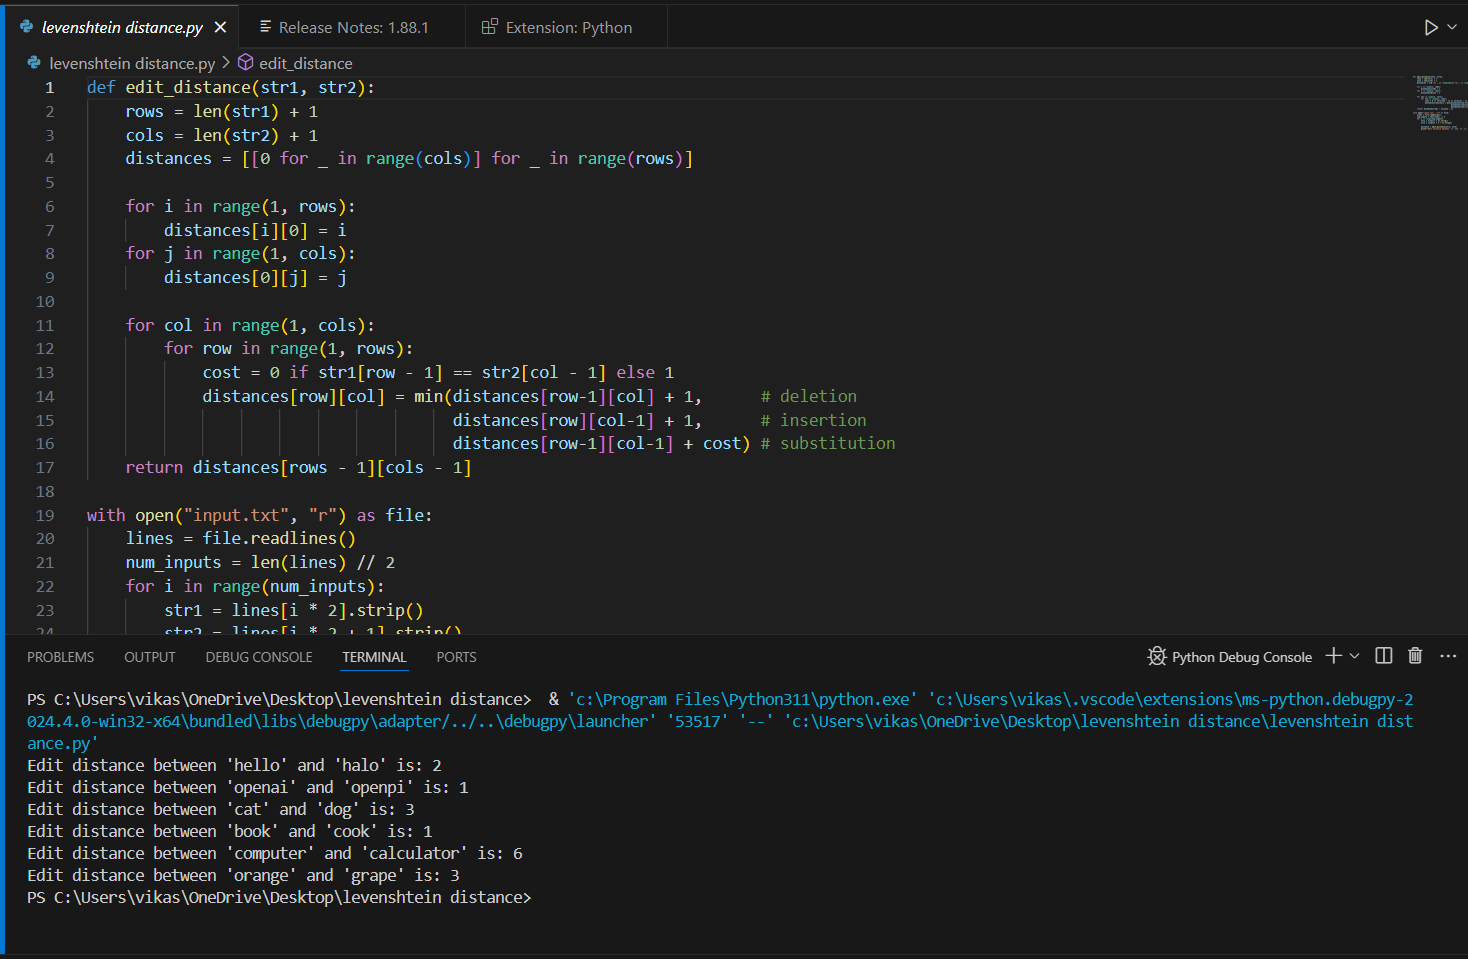 levenshtein distance.py
Release Notes: 1.88.1
Extension: Python
levenshtein distance.py > edit_distance
1 def edit_distance(str1, str2):
2     rows = len(str1) + 1
3     cols = len(str2) + 1
4     distances = [[0 for _ in range(cols)] for _ in range(rows)]
5
6     for i in range(1, rows):
7         distances[i][0] = i
8     for j in range(1, cols):
9         distances[0][j] = j
10
11     for col in range(1, cols):
12         for row in range(1, rows):
13             cost = 0 if str1[row - 1] == str2[col - 1] else 1
14             distances[row][col] = min(distances[row-1][col] + 1,      # deletion
15                                       distances[row][col-1] + 1,      # insertion
16                                       distances[row-1][col-1] + cost) # substitution
17     return distances[rows - 1][cols - 1]
18
19 with open("input.txt", "r") as file:
20     lines = file.readlines()
21     num_inputs = len(lines) // 2
22     for i in range(num_inputs):
23         str1 = lines[i * 2].strip()
24         str2 = lines[i * 2 + 1].strip()
PROBLEMS OUTPUT DEBUG CONSOLE TERMINAL PORTS
Python Debug Console
PS C:\Users\vikas\OneDrive\Desktop\levenshtein distance>  & 'c:\Program Files\Python311\python.exe' 'c:\Users\vikas\.vscode\extensions\ms-python.debugpy-2
024.4.0-win32-x64\bundled\libs\debugpy\adapter/../..\debugpy\launcher' '53517' '--' 'c:\Users\vikas\OneDrive\Desktop\levenshtein distance\levenshtein dist
ance.py'
Edit distance between 'hello' and 'halo' is: 2
Edit distance between 'openai' and 'openpi' is: 1
Edit distance between 'cat' and 'dog' is: 3
Edit distance between 'book' and 'cook' is: 1
Edit distance between 'computer' and 'calculator' is: 6
Edit distance between 'orange' and 'grape' is: 3
PS C:\Users\vikas\OneDrive\Desktop\levenshtein distance>